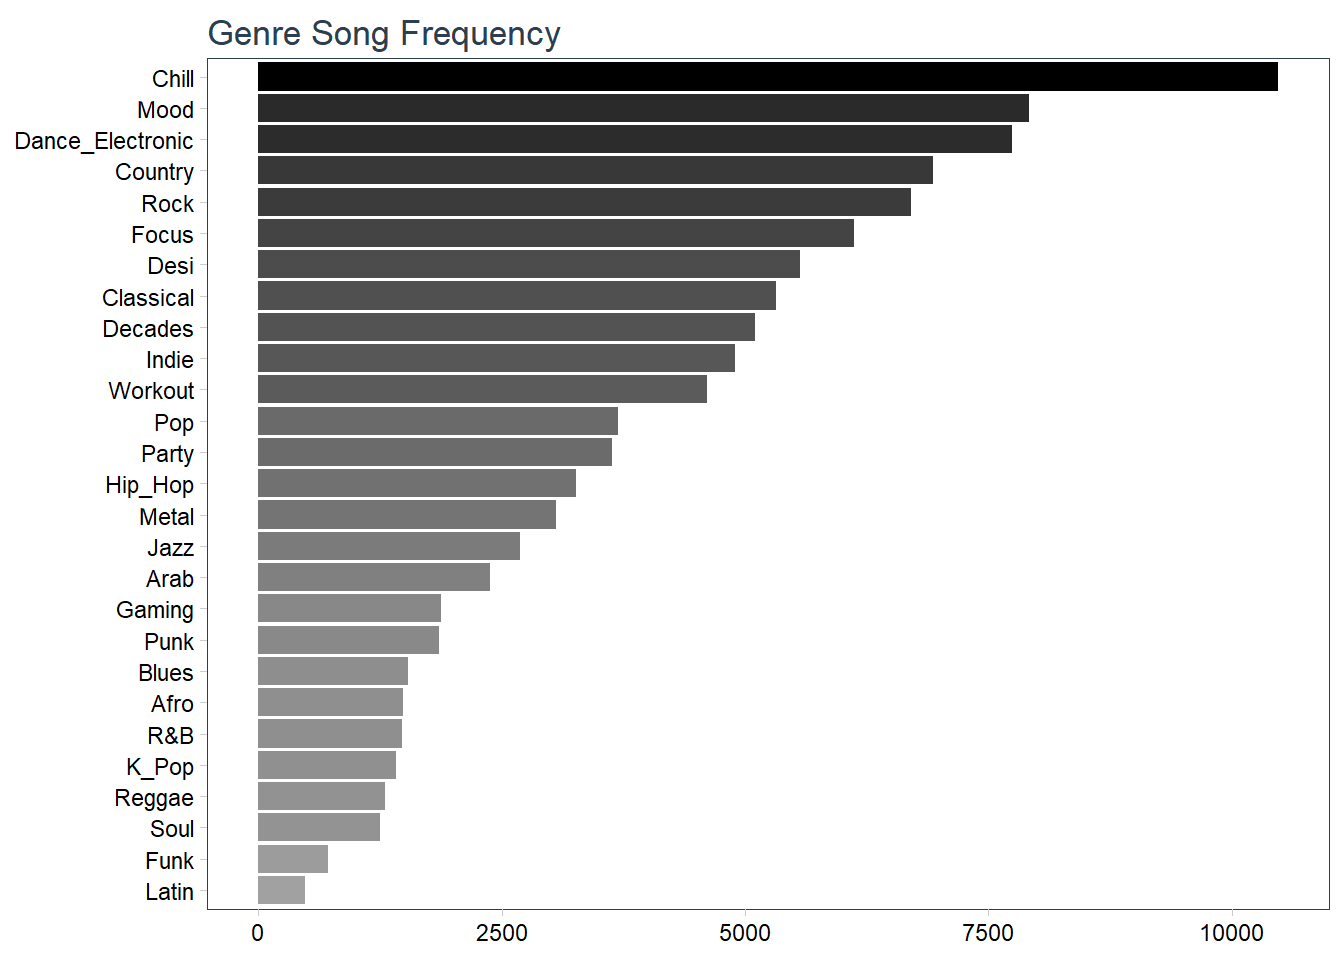 Genre Song Frequency
Chill
Mood
Dance_Electronic
Country
Rock
Focus
Desi
Classical
Decades
Indie
Workout
Pop
Party
Hip_Hop
Metal
Jazz
Arab
Gaming
Punk
Blues
Afro
R&B
K_Pop
Reggae
Soul
Funk
Latin
0 2500 5000 7500 10000